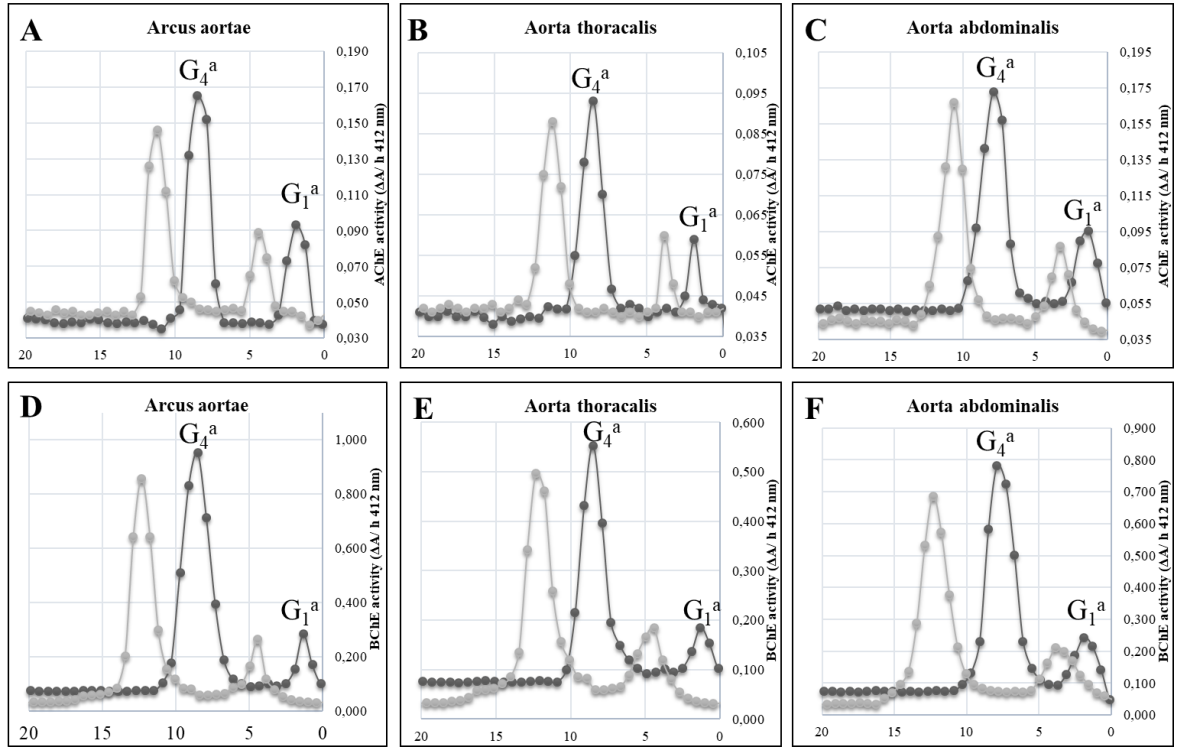 A
Arcus aortae
G4a
G1a
0,190
0,170
0,150
0,130
0,110
0,090
0,070
0,050
0,030
AChE activity (ΔA/ h 412 nm)
20 15 10 5 0
B
Aorta thoracalis
G4a
G1a
0,105
0,095
0,085
0,075
0,065
0,055
0,045
0,035
AChE activity (ΔA/ h 412 nm)
20 15 10 5 0
C
Aorta abdominalis
G4a
G1a
0,195
0,175
0,155
0,135
0,115
0,095
0,075
0,055
0,035
AChE activity (ΔA/ h 412 nm)
20 15 10 5 0
D
Arcus aortae
G4a
G1a
1,000
0,800
0,600
0,400
0,200
0,000
BChE activity (ΔA/ h 412 nm)
20 15 10 5 0
E
Aorta thoracalis
G4a
G1a
0,600
0,500
0,400
0,300
0,200
0,100
0,000
BChE activity (ΔA/ h 412 nm)
20 15 10 5 0
F
Aorta abdominalis
G4a
G1a
0,900
0,800
0,700
0,600
0,500
0,400
0,300
0,200
0,100
0,000
BChE activity (ΔA/ h 412 nm)
20 15 10 5 0